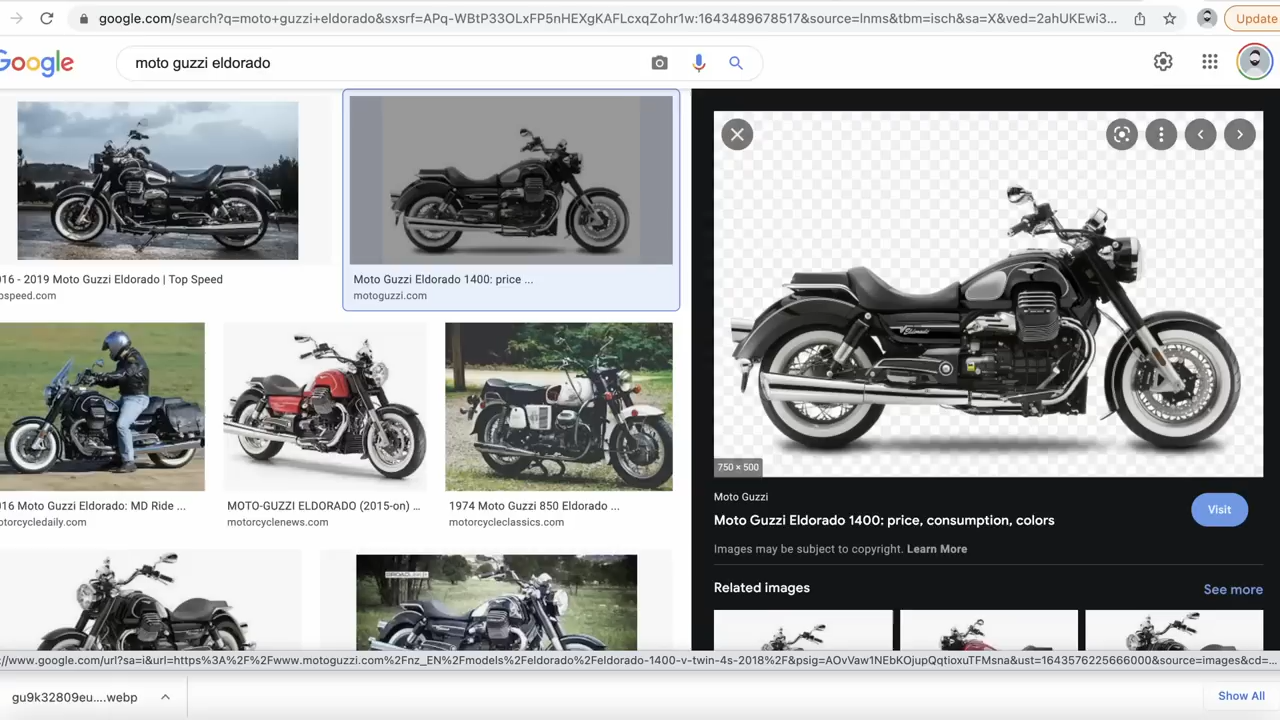 google.com/search?q=moto+guzzi+eldorado&sxsrf=APq-WBtP33OLxFP5nHEXgKAFLcxqZohr1w:1643489678517&source=lnms&tbm=isch&sa=X&ved=2ahUKEwi3...
Update
Google
moto guzzi eldorado
016 - 2019 Moto Guzzi Eldorado | Top Speed
opspeed.com
Moto Guzzi Eldorado 1400: price ...
motoguzzi.com
016 Moto Guzzi Eldorado: MD Ride ...
otorcycledaily.com
MOTO-GUZZI ELDORADO (2015-on) ...
motorcyclenews.com
1974 Moto Guzzi 850 Eldorado ...
motorcycleclassics.com
750 × 500
Moto Guzzi
Moto Guzzi Eldorado 1400: price, consumption, colors
Visit
Images may be subject to copyright. Learn More
Related images
See more
://www.google.com/url?sa=i&url=https%3A%2F%2Fwww.motoguzzi.com%2Fnz_EN%2Fmodels%2Feldorado%2Feldorado-1400-v-twin-4s-2018%2F&psig=AOvVaw1NEbKOjupQqtioxuTFMsna&ust=1643576225666000&source=images&cd=...
gu9k32809eu....webp
Show All